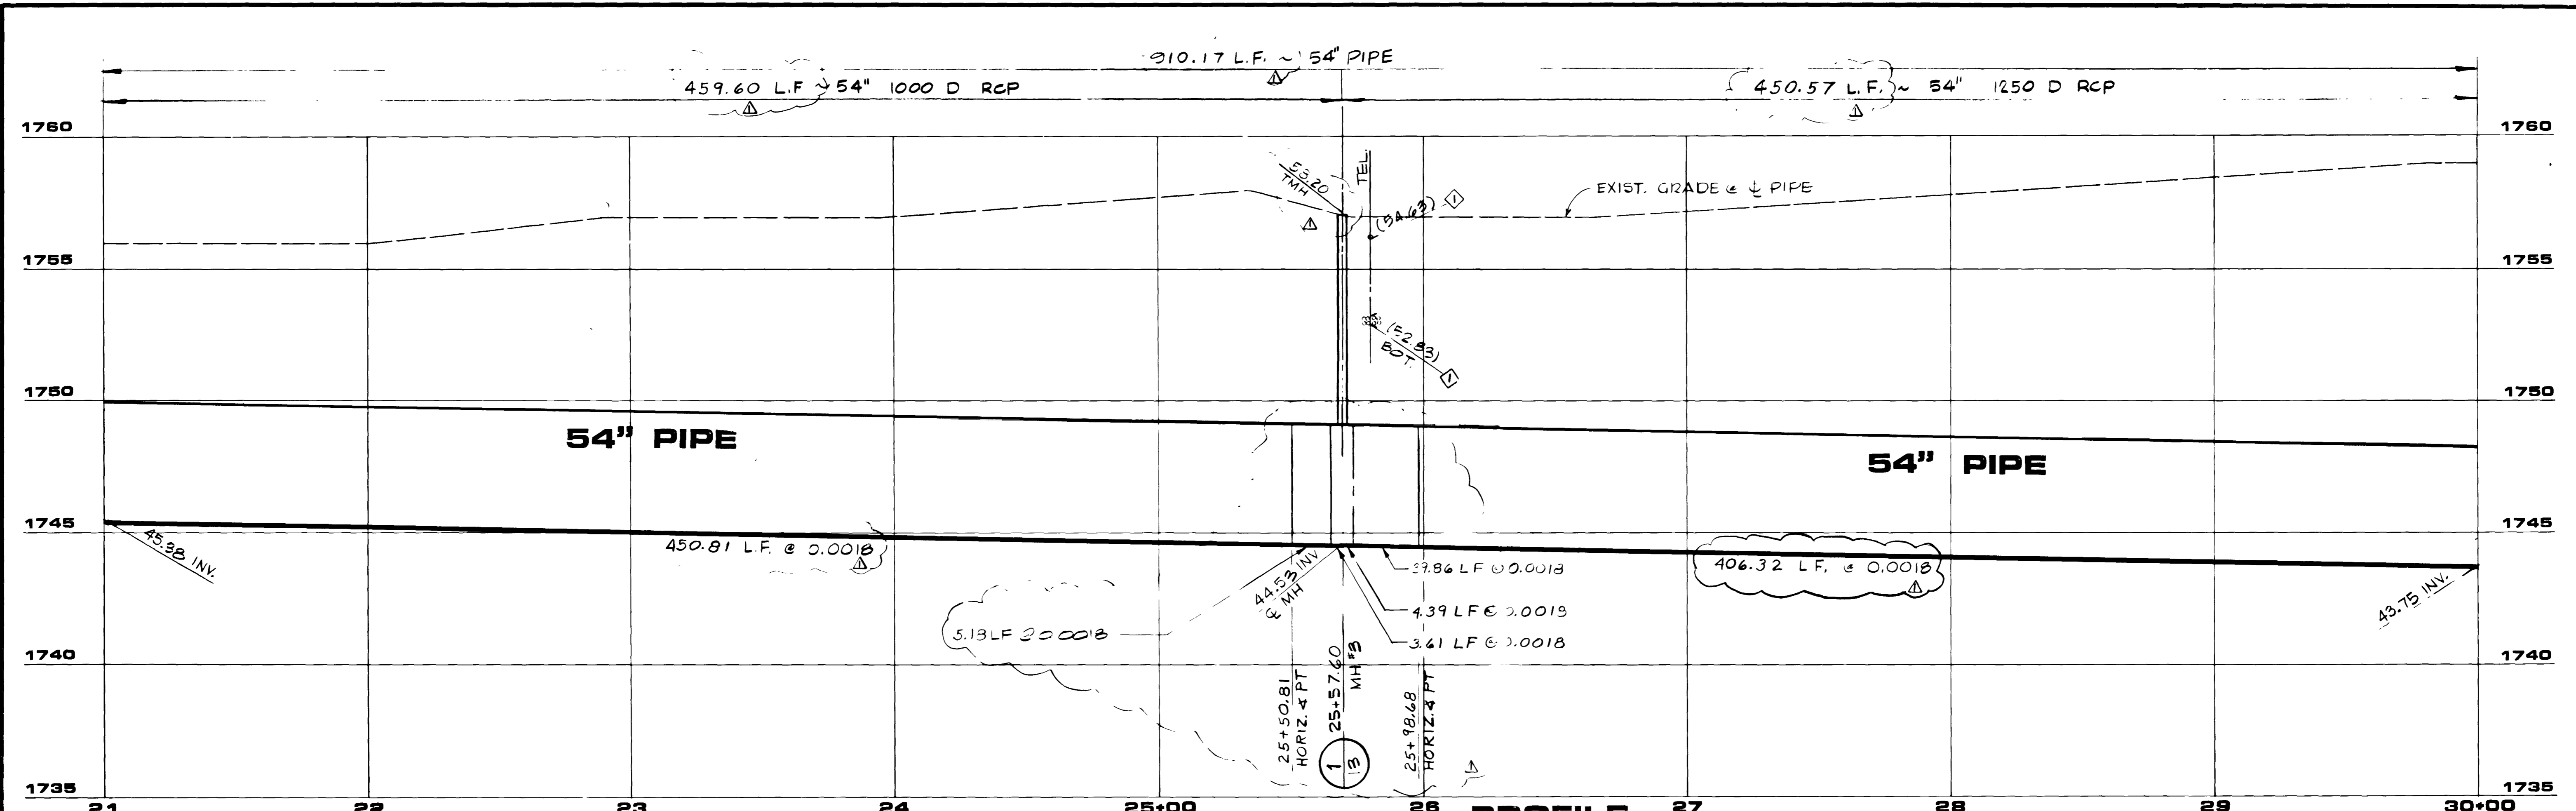 910.17 L.F. ~ 54" PIPE
459.60 L.F ~ 54" 1000 D RCP
450.57 L.F. ~ 54" 1250 D RCP
1760
1760
53.20
TMH
TEL.
(54.63)
EXIST. GRADE @ ℄ PIPE
1755
1755
(52.83)
BOT.
1750
1750
54" PIPE
54" PIPE
1745
1745
45.38 INV.
450.81 L.F. @ 0.0018
44.53 INV
℄ MH
39.86 LF @ 0.0018
406.32 L.F. @ 0.0018
43.75 INV.
4.39 LF @ 0.0018
5.18 LF @ 0.0018
3.61 LF @ 0.0018
1740
1740
25+50.81
HORIZ. ∡ PT
25+57.60
MH #3
25+98.68
HORIZ. ∡ PT
1
13
1735
1735
21 22 23 24 25+00 26 27 28 30+00
PROFILE